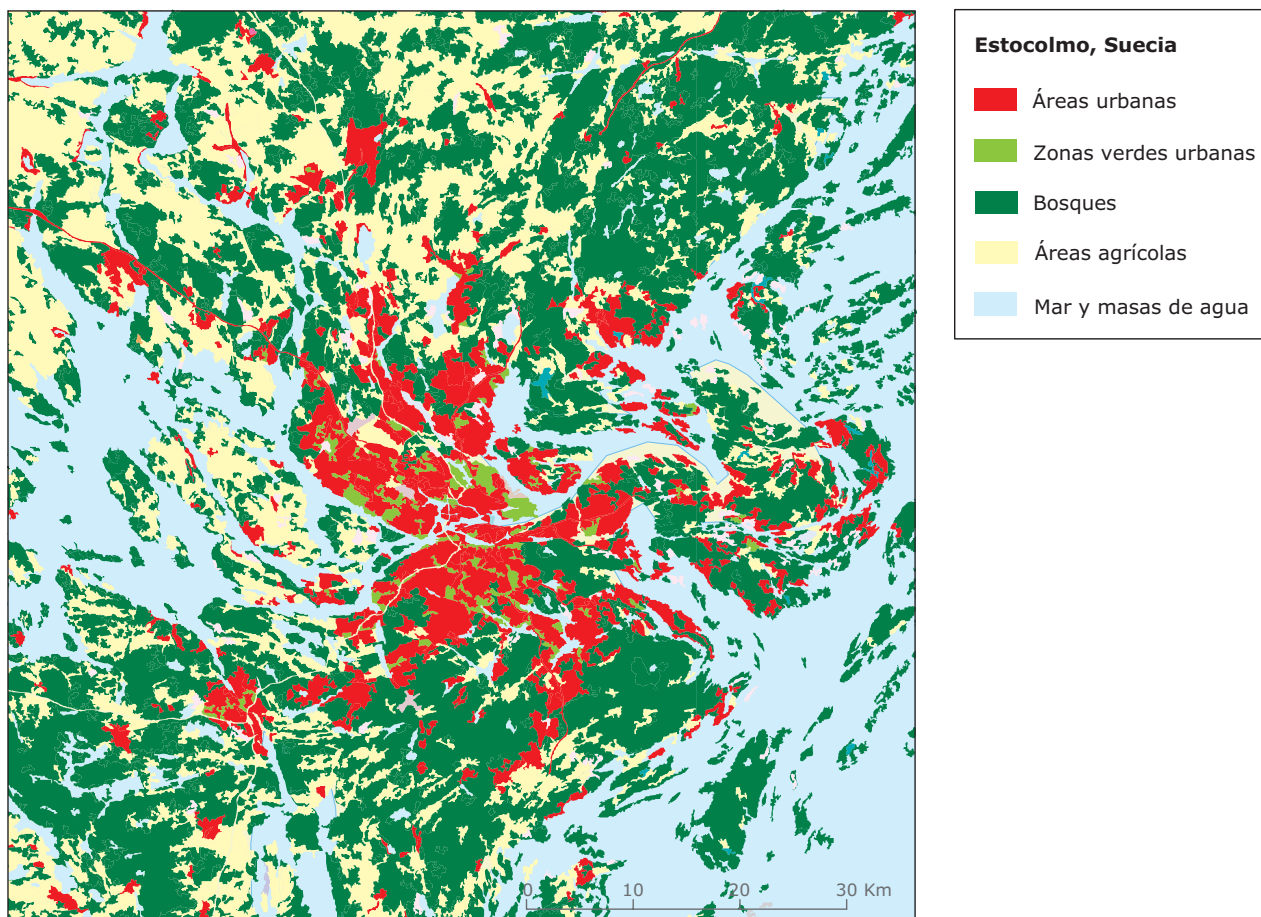 Estocolmo, Suecia
Áreas urbanas
Zonas verdes urbanas
Bosques
Áreas agrícolas
Mar y masas de agua
0 10 20 30 Km